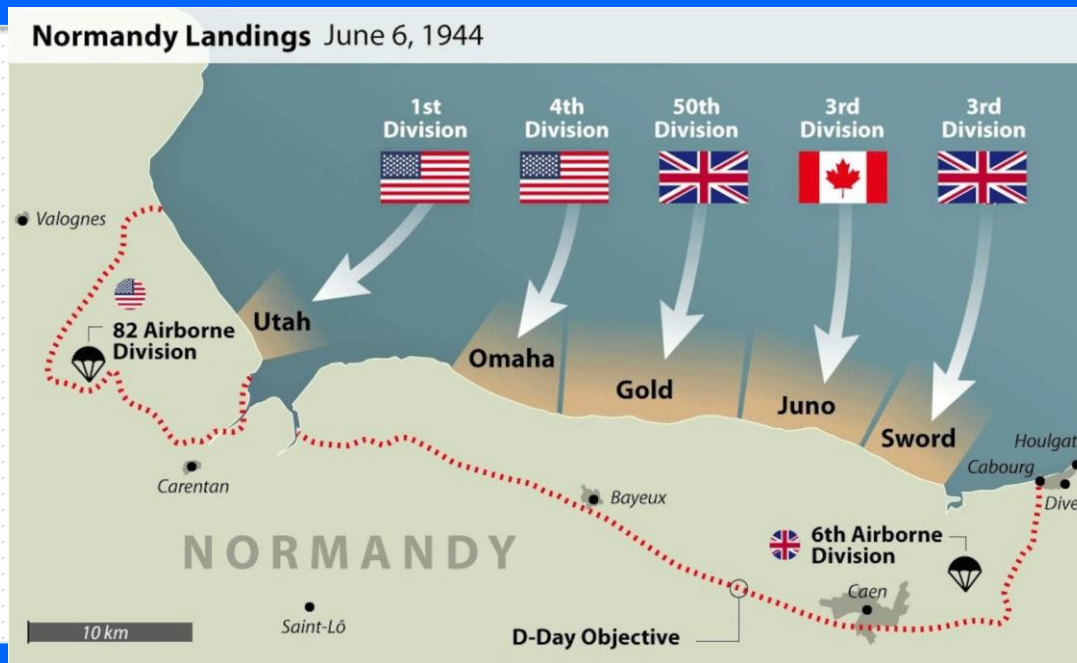 Normandy Landings June 6, 1944
1st
Division
4th
Division
50th
Division
3rd
Division
3rd
Division
Valognes
82 Airborne
Division
Utah
Omaha
Gold
Juno
Sword
Houlgat
Cabourg
Dive
Carentan
Bayeux
NORMANDY
6th Airborne
Division
Caen
Saint-Lô
D-Day Objective
10 km